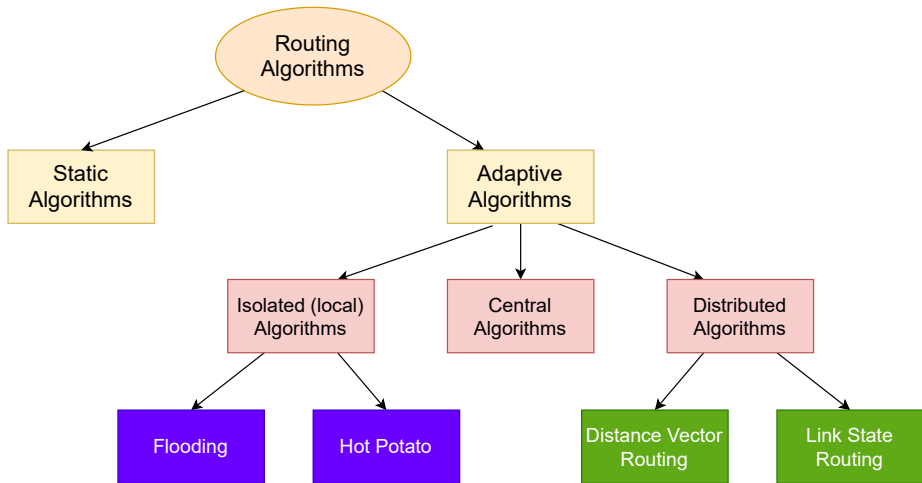 Routing
Algorithms
Static
Algorithms
Adaptive
Algorithms
Isolated (local)
Algorithms
Central
Algorithms
Distributed
Algorithms
Flooding
Hot Potato
Distance Vector
Routing
Link State
Routing